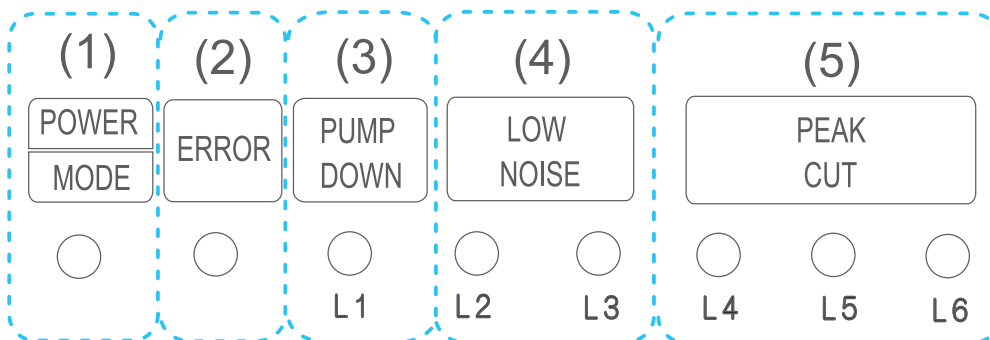 (1) (2) (3) (4) (5)
POWER
MODE
ERROR
PUMP
DOWN
LOW
NOISE
PEAK
CUT
L1 L2 L3 L4 L5 L6